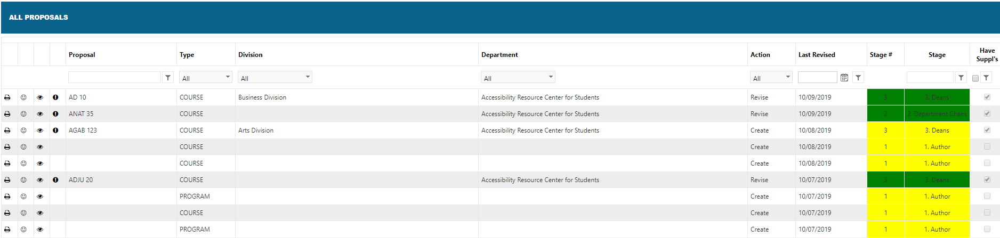 ALL PROPOSALS
Proposal Type Division Department Action Last Revised Stage # Stage Have Suppl's
All All All All
AD 10 COURSE Business Division Accessibility Resource Center for Students Revise 10/09/2019 3 3. Deans
ANAT 35 COURSE Accessibility Resource Center for Students Revise 10/09/2019 2 2. Department Chairs
AGAB 123 COURSE Arts Division Accessibility Resource Center for Students Create 10/08/2019 3 3. Deans
COURSE Create 10/08/2019 1 1. Author
COURSE Create 10/08/2019 1 1. Author
ADJU 20 COURSE Accessibility Resource Center for Students Revise 10/07/2019 3 3. Deans
PROGRAM Create 10/07/2019 1 1. Author
COURSE Create 10/07/2019 1 1. Author
PROGRAM Create 10/07/2019 1 1. Author